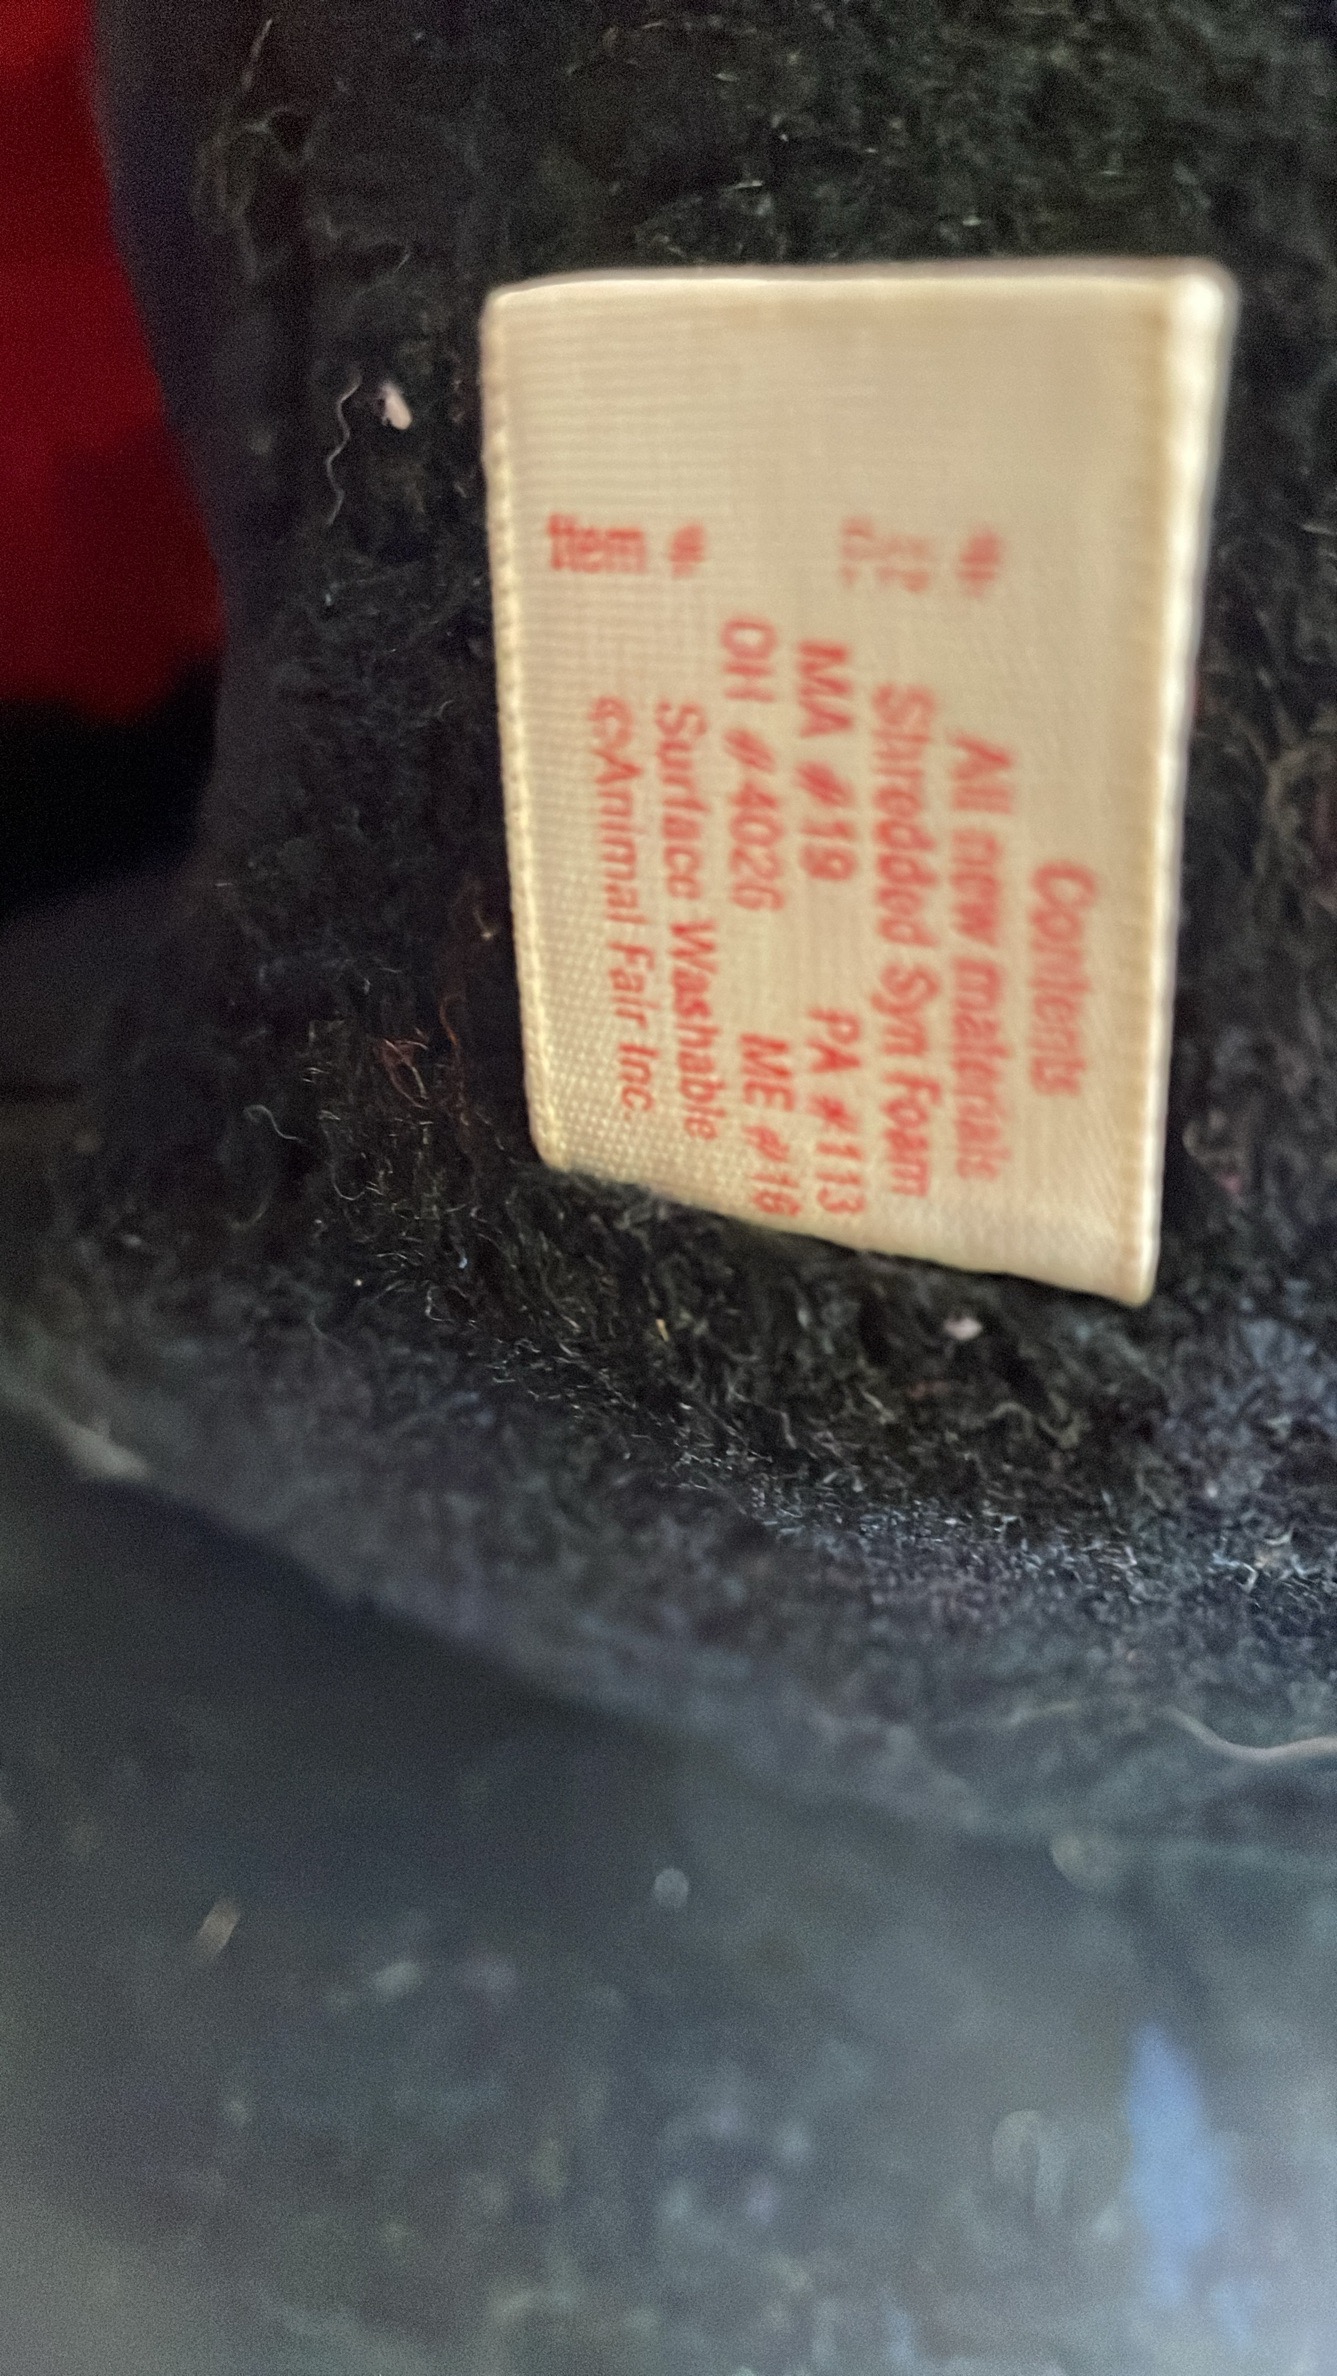 Contents
All new materials
Shredded Syn Foam
MA #19 PA #113
OH #4026 ME #18
Surface Washable
©Animal Fair Inc.